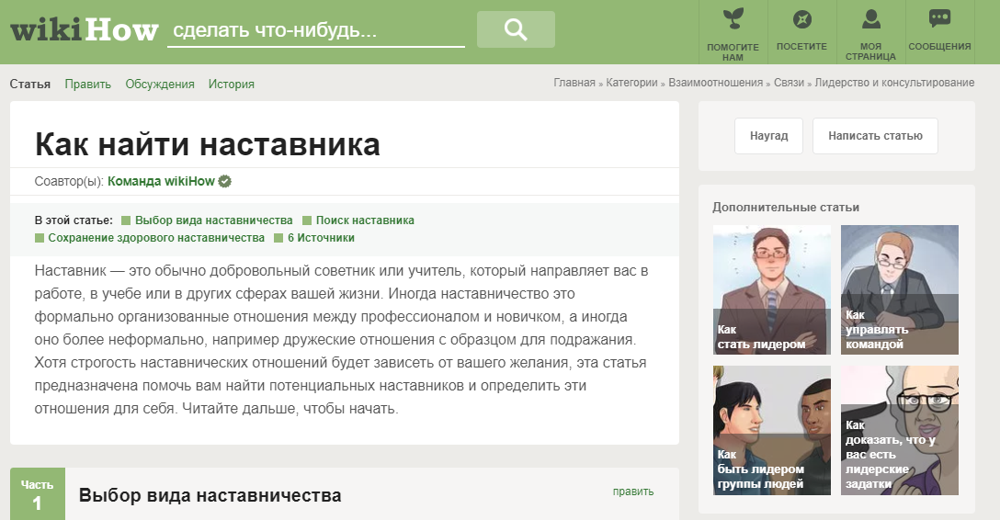 wikiHow сделать что-нибудь...
ПОМОГИТЕ
НАМ
ПОСЕТИТЕ
МОЯ
СТРАНИЦА
СООБЩЕНИЯ
Статья Править Обсуждения История
Главная » Категории » Взаимоотношения » Связи » Лидерство и консультирование
Как найти наставника
Соавтор(ы): Команда wikiHow
В этой статье: Выбор вида наставничества Поиск наставника
Сохранение здорового наставничества 6 Источники
Наставник — это обычно добровольный советник или учитель, который направляет вас в
работе, в учебе или в других сферах вашей жизни. Иногда наставничество это
формально организованные отношения между профессионалом и новичком, а иногда
оно более неформально, например дружеские отношения с образцом для подражания.
Хотя строгость наставнических отношений будет зависеть от вашего желания, эта статья
предназначена помочь вам найти потенциальных наставников и определить эти
отношения для себя. Читайте дальше, чтобы начать.
Часть
1
Выбор вида наставничества
править
Наугад
Написать статью
Дополнительные статьи
Как
стать лидером
Как
управлять
командой
Как
быть лидером
группы людей
Как
доказать, что у
вас есть
лидерские
задатки